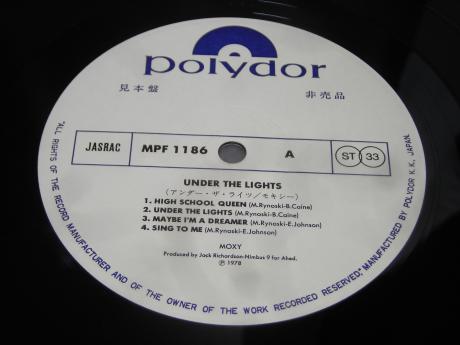 polydor
見本盤 非売品
JASRAC MPF 1186 A ST 33
UNDER THE LIGHTS
(アンダー・ザ・ライツ/モキシー)
1. HIGH SCHOOL QUEEN (M.Rynoski-B.Caine)
2. UNDER THE LIGHTS (M.Rynoski-B.Caine)
3. MAYBE I'M A DREAMER (M.Rynoski-E.Johnson)
4. SING TO ME (M.Rynoski-E.Johnson)
MOXY
Produced by Jack Richardson-Nimbus 9 for Ahed.
Ⓟ 1978
"ALL RIGHTS OF THE RECORD MANUFACTURER AND OF THE OWNER OF THE WORK RECORDED RESERVED," MANUFACTURED BY POLYDOR K.K., JAPAN.